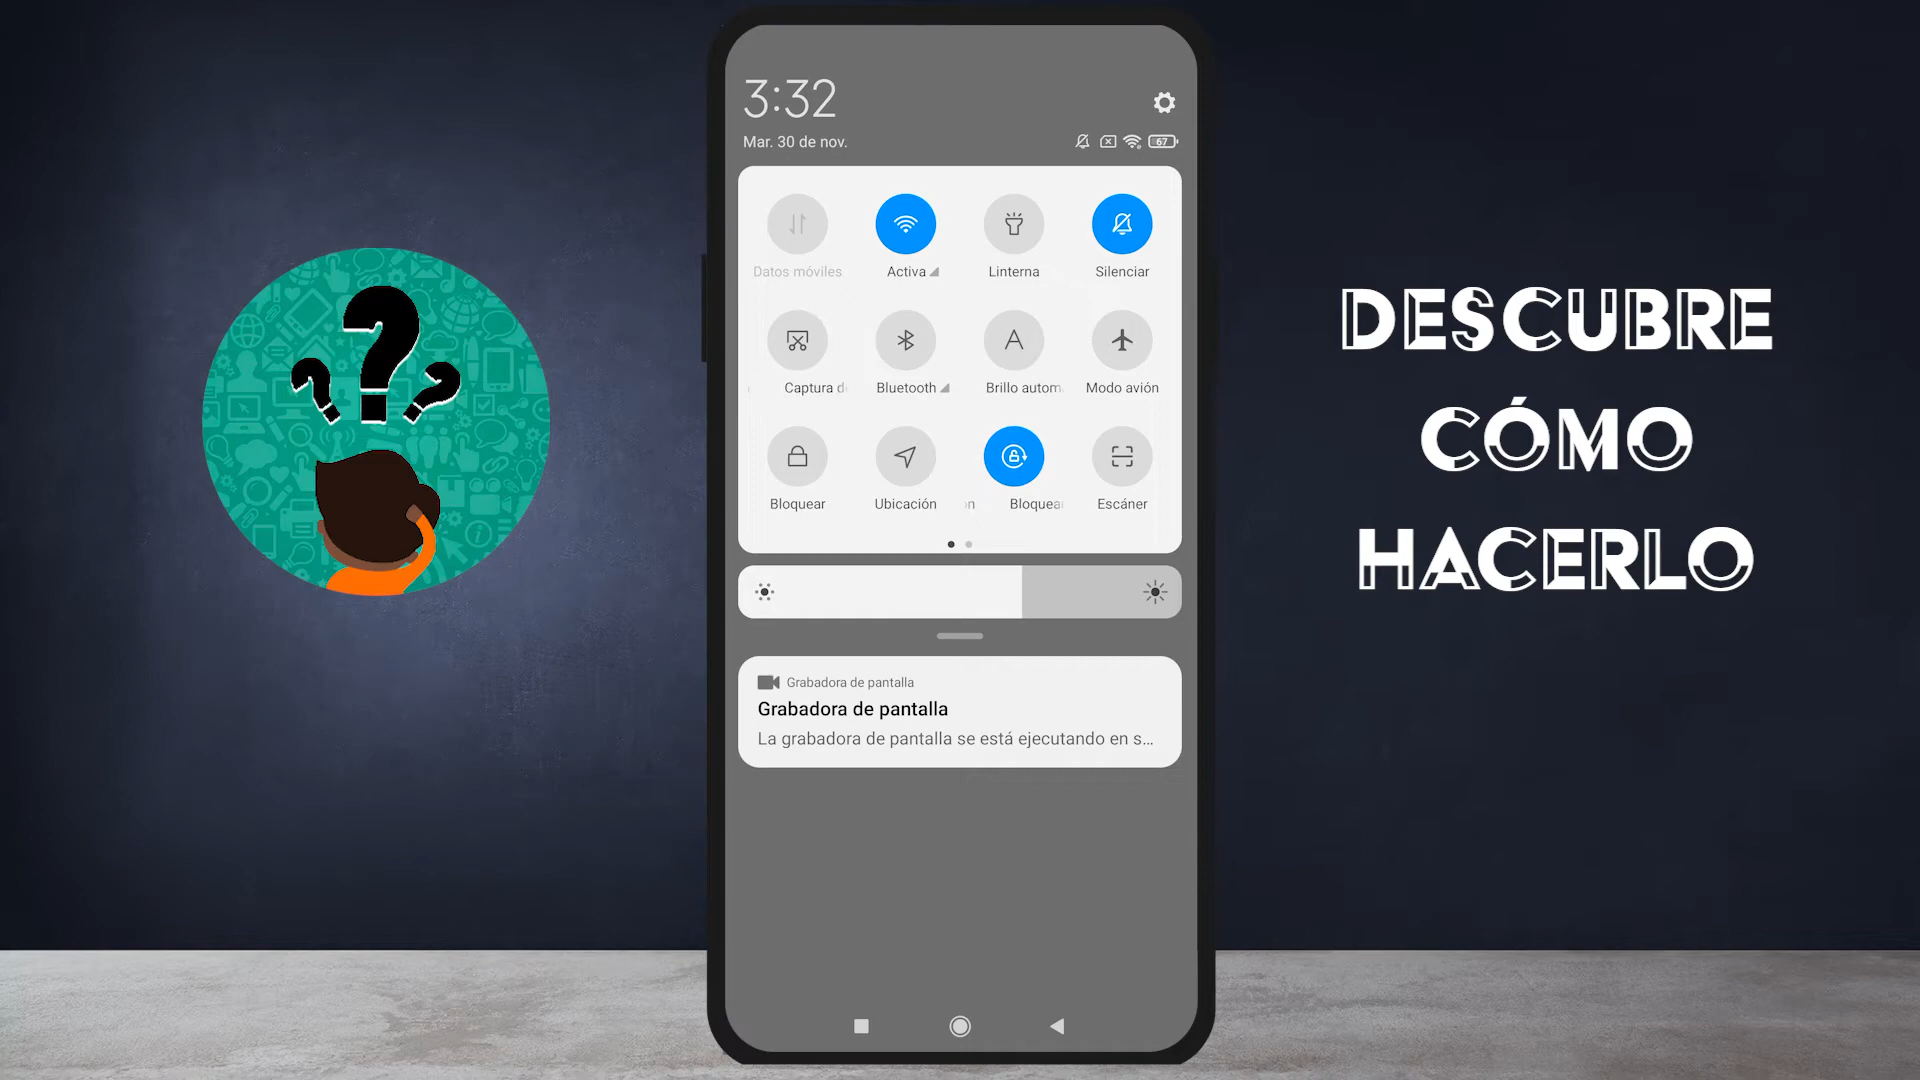 3:32
Mar. 30 de nov.
67
Datos móviles
Activa
Linterna
Silenciar
Captura d
Bluetooth
Brillo autom
Modo avión
Bloquear
Ubicación
ón
Bloquea
Escáner
Grabadora de pantalla
Grabadora de pantalla
La grabadora de pantalla se está ejecutando en s...
DESCUBRE
CÓMO
HACERLO